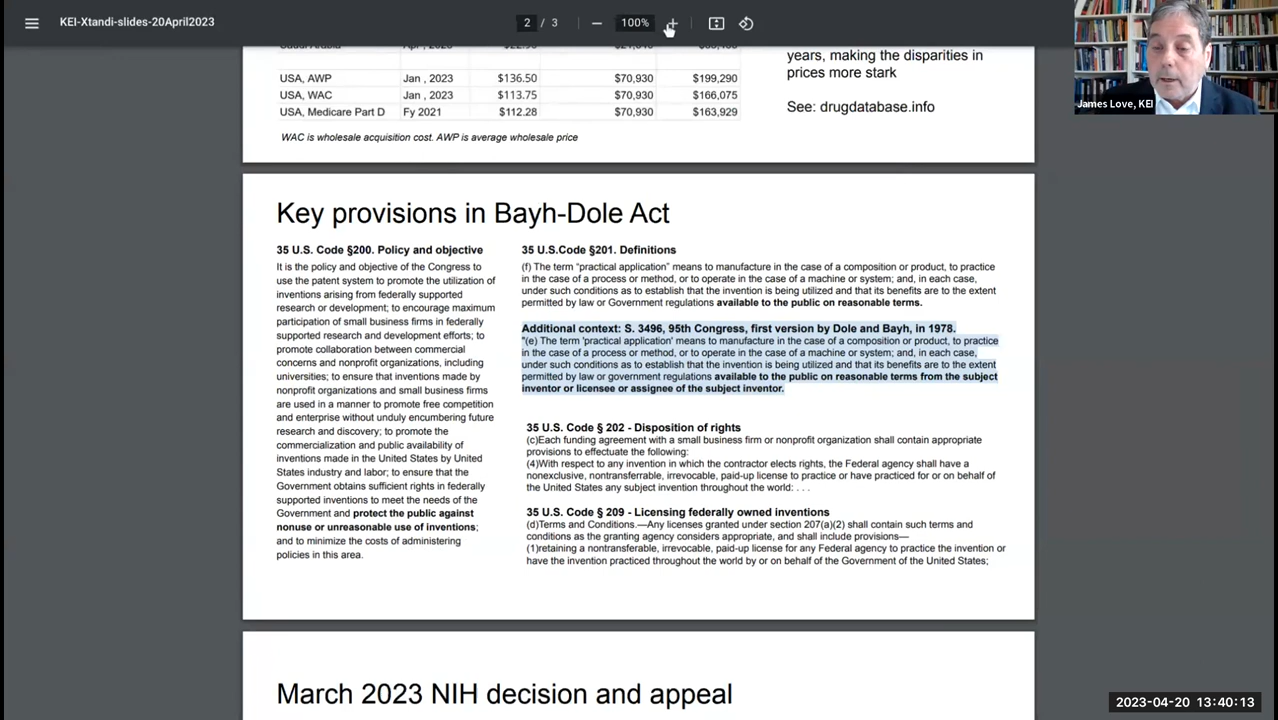 KEI-Xtandi-slides-20April2023
2 / 3
100%
James Love, KEI
Saudi Arabia
USA, AWP Jan , 2023 $136.50 $70,930 $199,290
USA, WAC Jan , 2023 $113.75 $70,930 $166,075
USA, Medicare Part D Fy 2021 $112.28 $70,930 $163,929
WAC is wholesale acquisition cost. AWP is average wholesale price
years, making the disparities in
prices more stark
See: drugdatabase.info
Key provisions in Bayh-Dole Act
35 U.S. Code §200. Policy and objective
It is the policy and objective of the Congress to
use the patent system to promote the utilization of
inventions arising from federally supported
research or development; to encourage maximum
participation of small business firms in federally
supported research and development efforts; to
promote collaboration between commercial
concerns and nonprofit organizations, including
universities; to ensure that inventions made by
nonprofit organizations and small business firms
are used in a manner to promote free competition
and enterprise without unduly encumbering future
research and discovery; to promote the
commercialization and public availability of
inventions made in the United States by United
States industry and labor; to ensure that the
Government obtains sufficient rights in federally
supported inventions to meet the needs of the
Government and protect the public against
nonuse or unreasonable use of inventions;
and to minimize the costs of administering
policies in this area.
35 U.S.Code §201. Definitions
(f) The term "practical application" means to manufacture in the case of a composition or product, to practice
in the case of a process or method, or to operate in the case of a machine or system; and, in each case,
under such conditions as to establish that the invention is being utilized and that its benefits are to the extent
permitted by law or Government regulations available to the public on reasonable terms.
Additional context: S. 3496, 95th Congress, first version by Dole and Bayh, in 1978.
"(e) The term 'practical application' means to manufacture in the case of a composition or product, to practice
in the case of a process or method, or to operate in the case of a machine or system; and, in each case,
under such conditions as to establish that the invention is being utilized and that its benefits are to the extent
permitted by law or government regulations available to the public on reasonable terms from the subject
inventor or licensee or assignee of the subject inventor.
35 U.S. Code § 202 - Disposition of rights
(c)Each funding agreement with a small business firm or nonprofit organization shall contain appropriate
provisions to effectuate the following:
(4)With respect to any invention in which the contractor elects rights, the Federal agency shall have a
nonexclusive, nontransferrable, irrevocable, paid-up license to practice or have practiced for or on behalf of
the United States any subject invention throughout the world: . . .
35 U.S. Code § 209 - Licensing federally owned inventions
(d)Terms and Conditions.—Any licenses granted under section 207(a)(2) shall contain such terms and
conditions as the granting agency considers appropriate, and shall include provisions—
(1)retaining a nontransferable, irrevocable, paid-up license for any Federal agency to practice the invention or
have the invention practiced throughout the world by or on behalf of the Government of the United States;
March 2023 NIH decision and appeal
2023-04-20 13:40:13